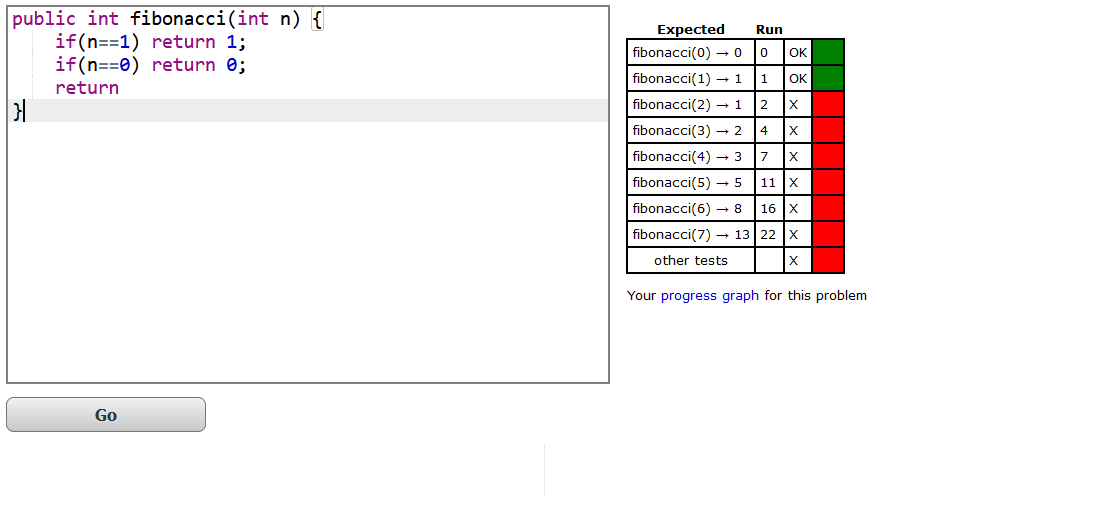 public int fibonacci(int n) {
if(n==1) return 1;
if(n==0) return 0;
return
}
Go
Expected Run
fibonacci(0) → 0 0 OK
fibonacci(1) → 1 1 OK
fibonacci(2) → 1 2 X
fibonacci(3) → 2 4 X
fibonacci(4) → 3 7 X
fibonacci(5) → 5 11 X
fibonacci(6) → 8 16 X
fibonacci(7) → 13 22 X
other tests X
Your progress graph for this problem